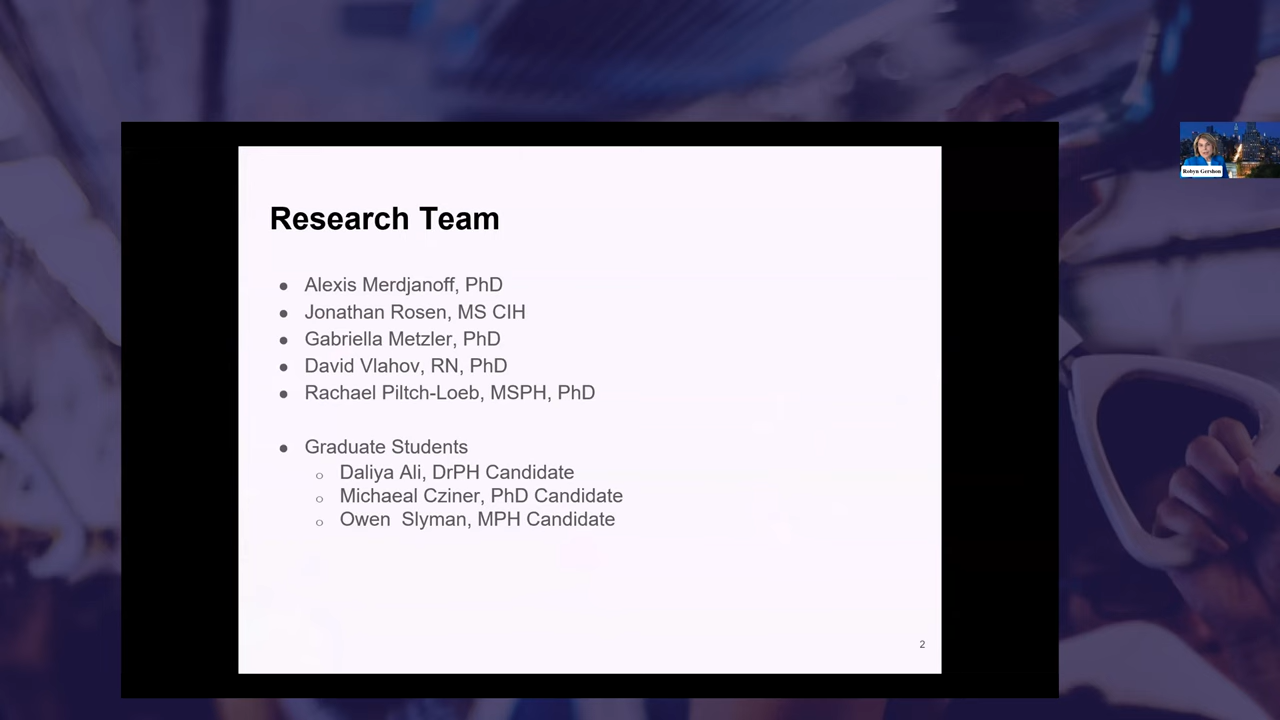 Research Team
● Alexis Merdjanoff, PhD
● Jonathan Rosen, MS CIH
● Gabriella Metzler, PhD
● David Vlahov, RN, PhD
● Rachael Piltch-Loeb, MSPH, PhD
● Graduate Students
○ Daliya Ali, DrPH Candidate
○ Michaeal Cziner, PhD Candidate
○ Owen  Slyman, MPH Candidate
2
Robyn Gershon